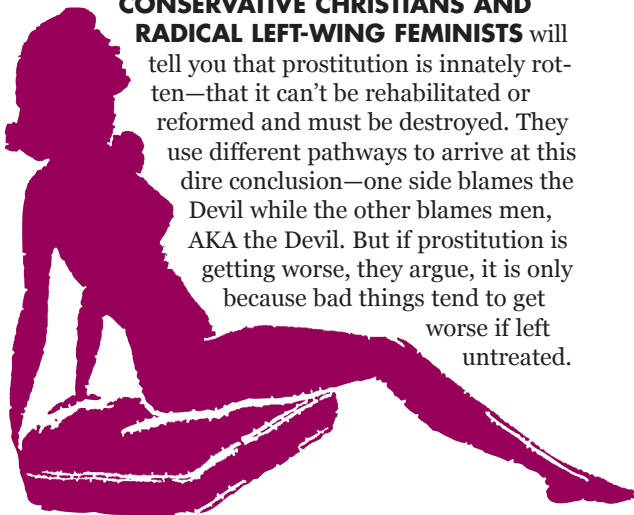 CONSERVATIVE CHRISTIANS AND
RADICAL LEFT-WING FEMINISTS will
tell you that prostitution is innately rot-
ten—that it can’t be rehabilitated or
reformed and must be destroyed. They
use different pathways to arrive at this
dire conclusion—one side blames the
Devil while the other blames men,
AKA the Devil. But if prostitution is
getting worse, they argue, it is only
because bad things tend to get
worse if left
untreated.